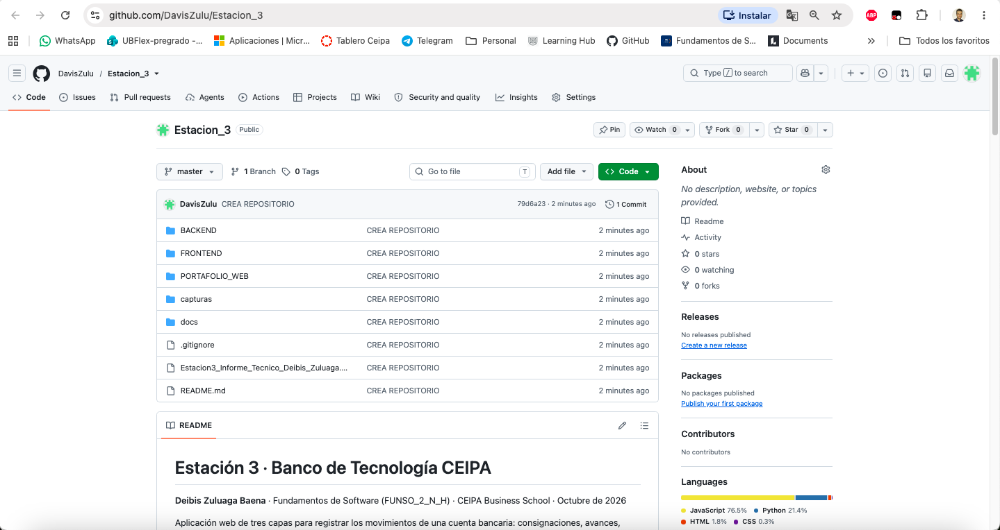 github.com/DavisZulu/Estacion_3
Instalar
ABP
WhatsApp
UBFlex-pregrado -...
Aplicaciones | Micr...
Tablero Ceipa
Telegram
Personal
Learning Hub
GitHub
Fundamentos de S...
Documents
Todos los favoritos
DavisZulu / Estacion_3
Type / to search
Code
Issues
Pull requests
Agents
Actions
Projects
Wiki
Security and quality
Insights
Settings
Estacion_3 Public
Pin
Watch 0
Fork 0
Star 0
master
1 Branch
0 Tags
Go to file T
Add file
Code
DavisZulu CREA REPOSITORIO 79d6a23 · 2 minutes ago 1 Commit
BACKEND CREA REPOSITORIO 2 minutes ago
FRONTEND CREA REPOSITORIO 2 minutes ago
PORTAFOLIO_WEB CREA REPOSITORIO 2 minutes ago
capturas CREA REPOSITORIO 2 minutes ago
docs CREA REPOSITORIO 2 minutes ago
.gitignore CREA REPOSITORIO 2 minutes ago
Estacion3_Informe_Tecnico_Deibis_Zuluaga.... CREA REPOSITORIO 2 minutes ago
README.md CREA REPOSITORIO 2 minutes ago
README
Estación 3 · Banco de Tecnología CEIPA
Deibis Zuluaga Baena · Fundamentos de Software (FUNSO_2_N_H) · CEIPA Business School · Octubre de 2026
Aplicación web de tres capas para registrar los movimientos de una cuenta bancaria: consignaciones, avances,
About
No description, website, or topics
provided.
Readme
Activity
0 stars
0 watching
0 forks
Releases
No releases published
Create a new release
Packages
No packages published
Publish your first package
Contributors
No contributors
Languages
JavaScript 76.5% Python 21.4%
HTML 1.8% CSS 0.3%